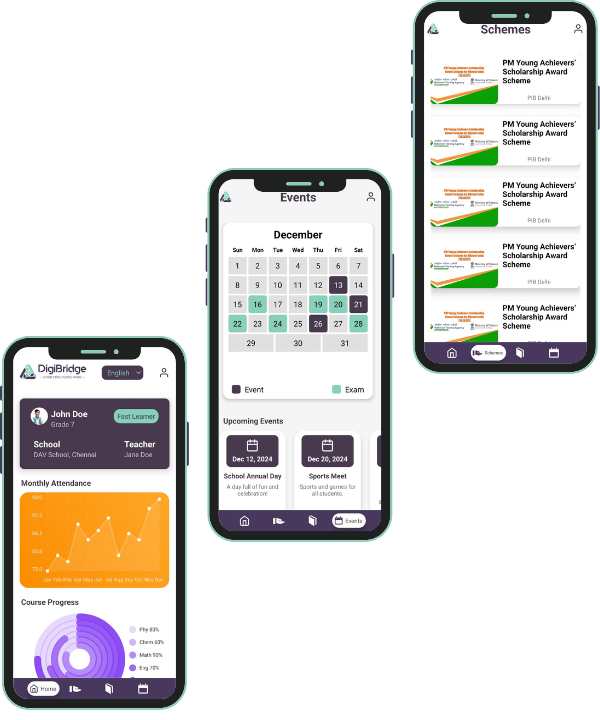 Schemes
PM Young Achievers'
Scholarship Award
Scheme
PIB Delhi
PM Young Achievers'
Scholarship Award
Scheme
PIB Delhi
PM Young Achievers'
Scholarship Award
Scheme
PIB Delhi
PM Young Achievers'
Scholarship Award
Scheme
PIB Delhi
PM Young Achievers'
Scholarship Award
Scheme
Schemes
Events
December
Sun Mon Tue Wed Thu Fri Sat
1 2 3 4 5 6 7
8 9 10 11 12 13 14
15 16 17 18 19 20 21
22 23 24 25 26 27 28
29 30 31
Event Exam
Upcoming Events
Dec 12, 2024
School Annual Day
A day full of fun and
celebration!
Dec 20, 2024
Sports Meet
Sports and games for
all students.
Events
DigiBridge
English
John Doe
Grade 7
Fast Learner
School Teacher
DAV School, Chennai Jane Doe
Monthly Attendance
92.0
86.5
80.5
75.0
Jan Feb Mar Apr May Jun Jul Aug Sep Oct Nov Dec
Course Progress
Phy 80%
Chem 60%
Math 90%
Eng 70%
Home